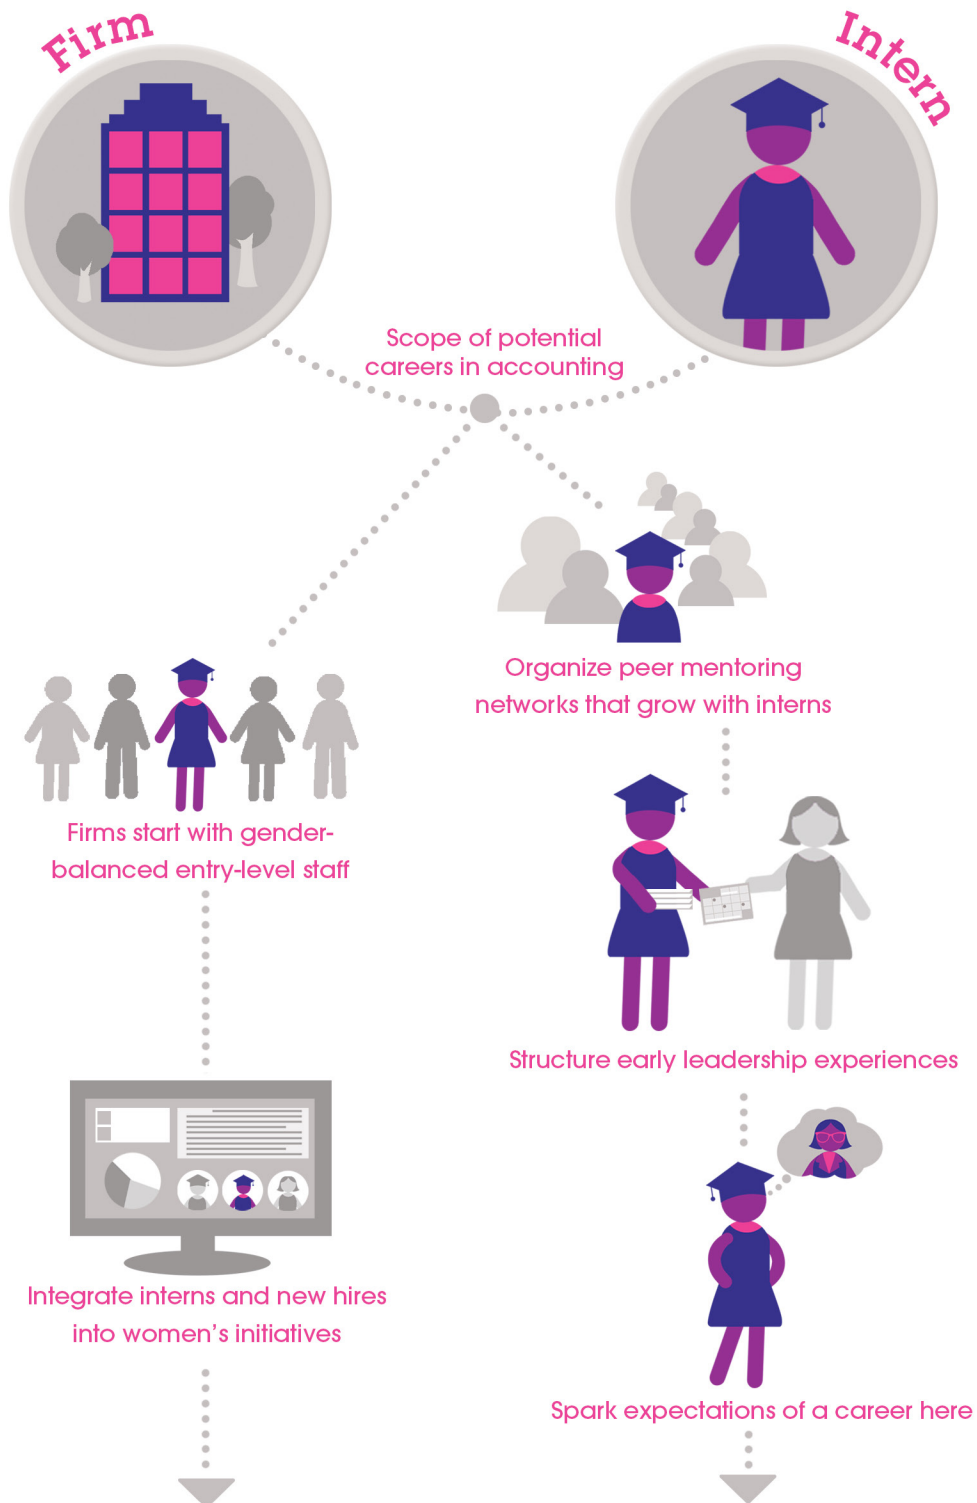 Firm
Intern
Scope of potential
careers in accounting
Organize peer mentoring
networks that grow with interns
Firms start with gender-
balanced entry-level staff
Structure early leadership experiences
Integrate interns and new hires
into women's initiatives
Spark expectations of a career here